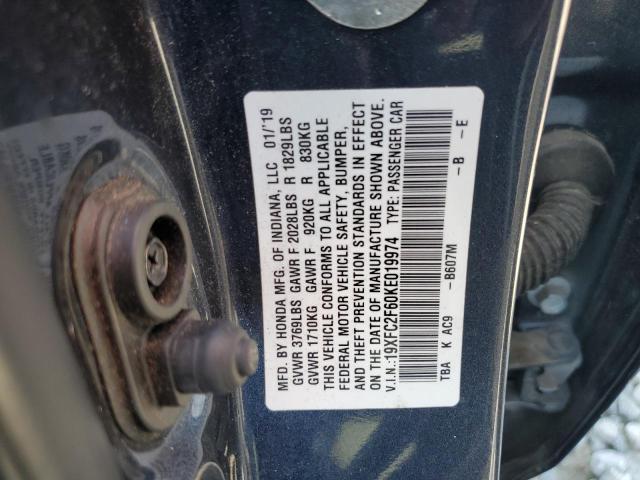 MFD. BY HONDA MFG. OF INDIANA, LLC 01/'19
GVWR 3769LBS GAWR F 2028LBS R 1829LBS
GVWR 1710KG GAWR F 920KG R 830KG
THIS VEHICLE CONFORMS TO ALL APPLICABLE
FEDERAL MOTOR VEHICLE SAFETY, BUMPER,
AND THEFT PREVENTION STANDARDS IN EFFECT
ON THE DATE OF MANUFACTURE SHOWN ABOVE.
V.I.N.:19XFC2F60KE019974 TYPE: PASSENGER CAR
TBA K AC9 -B607M -B -E